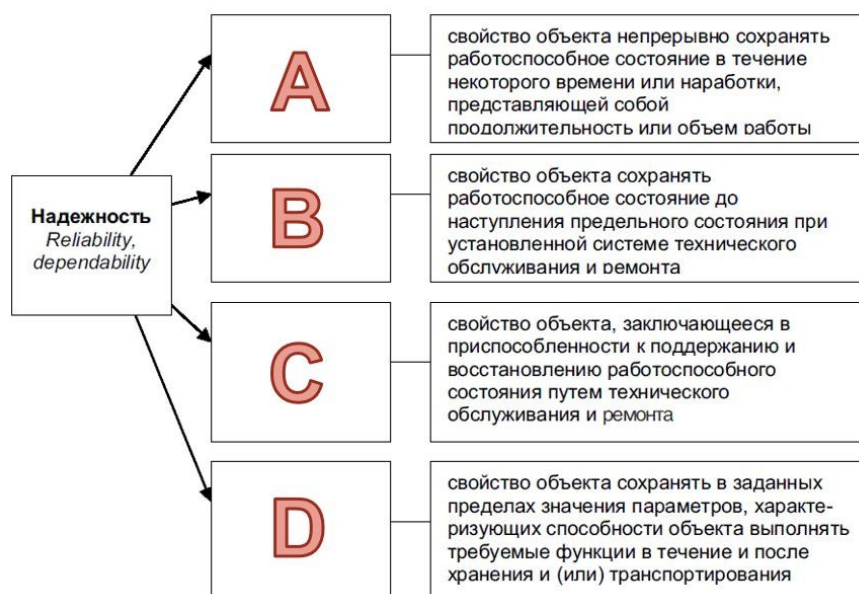 A
свойство объекта непрерывно сохранять
работоспособное состояние в течение
некоторого времени или наработки,
представляющей собой
продолжительность или объем работы
B
свойство объекта сохранять
работоспособное состояние до
наступления предельного состояния при
установленной системе технического
обслуживания и ремонта
Надежность
Reliability,
dependability
C
свойство объекта, заключающееся в
приспособленности к поддержанию и
восстановлению работоспособного
состояния путем технического
обслуживания и ремонта
D
свойство объекта сохранять в заданных
пределах значения параметров, характе-
ризующих способности объекта выполнять
требуемые функции в течение и после
хранения и (или) транспортирования